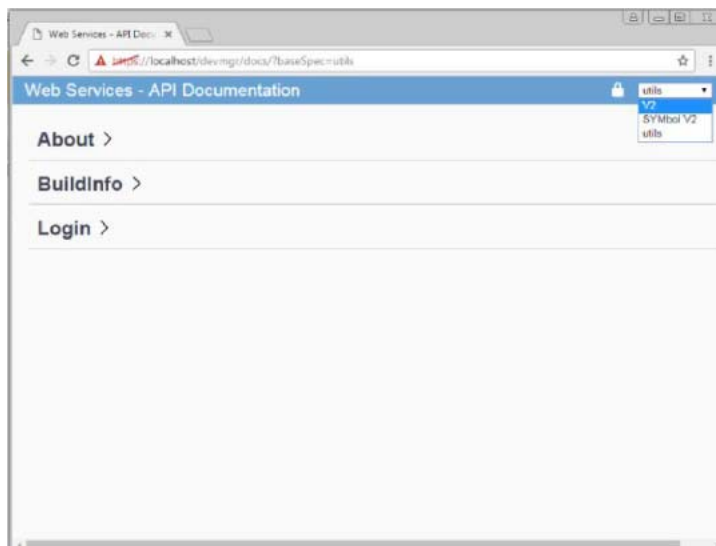 Web Services - API Doc
https://localhost/devmgr/docs/?baseSpec=utils
Web Services - API Documentation
utils
V2
SYMbol V2
utils
About >
BuildInfo >
Login >